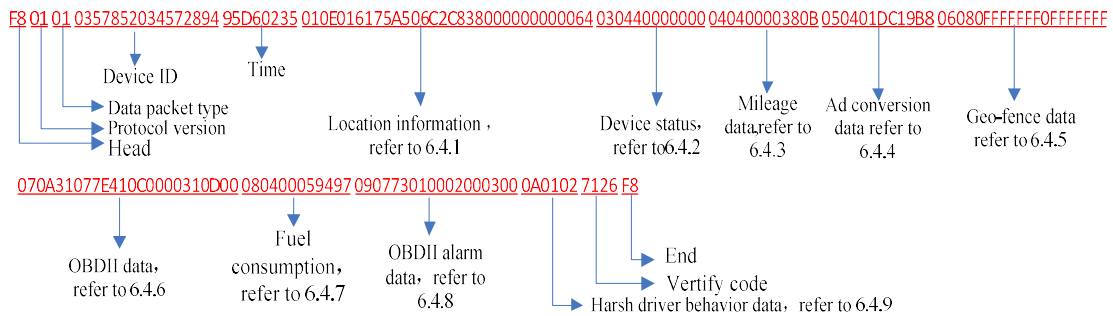 F8 01 01 0357852034572894 95D60235 010E016175A506C2C838000000000064 030440000000 04040000380B 050401DC19B8 06080FFFFFFF0FFFFFFF
Device ID
Time
Data packet type
Protocol version
Head
Location information ,
refer to 6.4.1
Device status,
refer to6.4.2
Mileage
data,refer to
6.4.3
Ad conversion
data refer to
6.4.4
Geo-fence data
refer to 6.4.5
070A31077E410C0000310D00 080400059497 090773010002000300 0A0102 7126 F8
OBDII data,
refer to 6.4.6
Fuel
consumption,
refer to 6.4.7
OBDII alarm
data, refer to
6.4.8
End
Vertify code
Harsh driver behavior data, refer to 6.4.9